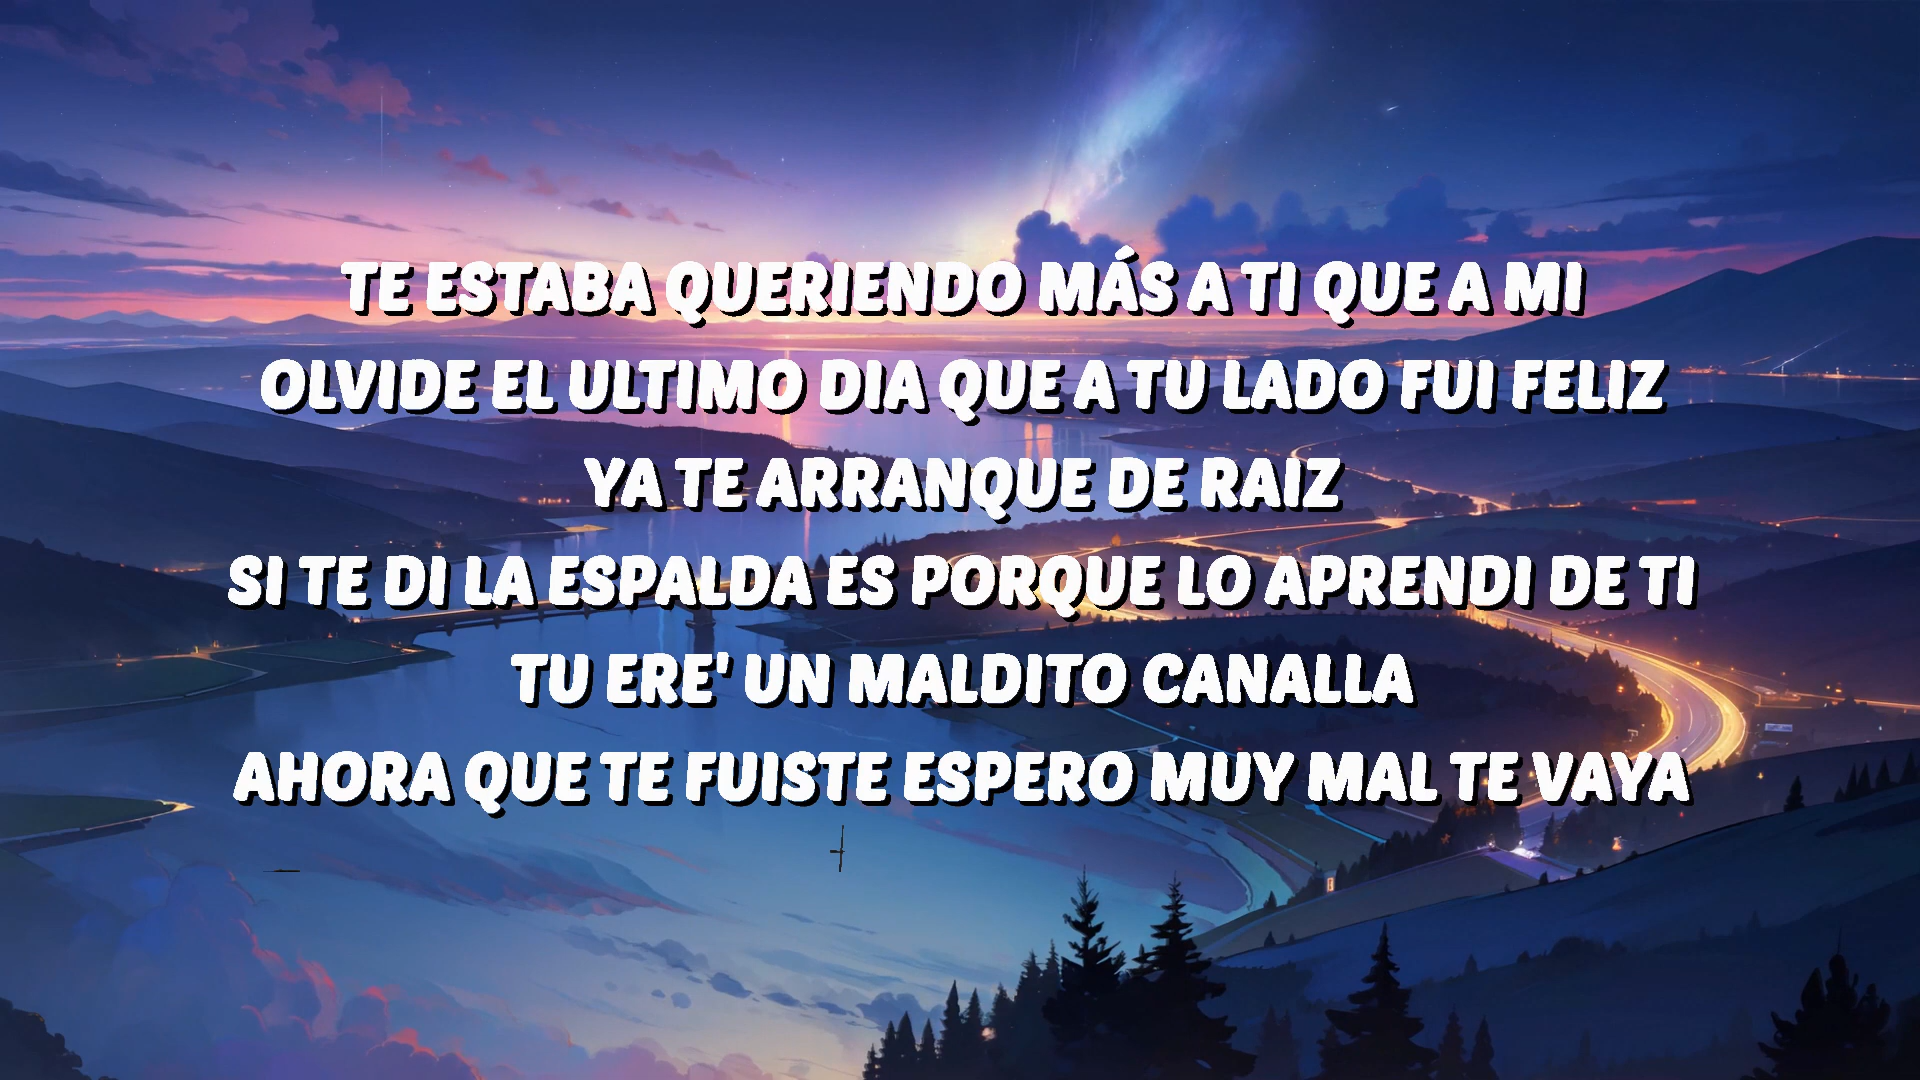 TE ESTABA QUERIENDO MÁS A TI QUE A MI
OLVIDE EL ULTIMO DIA QUE A TU LADO FUI FELIZ
YA TE ARRANQUE DE RAIZ
SI TE DI LA ESPALDA ES PORQUE LO APRENDI DE TI
TU ERE' UN MALDITO CANALLA
AHORA QUE TE FUISTE ESPERO MUY MAL TE VAYA